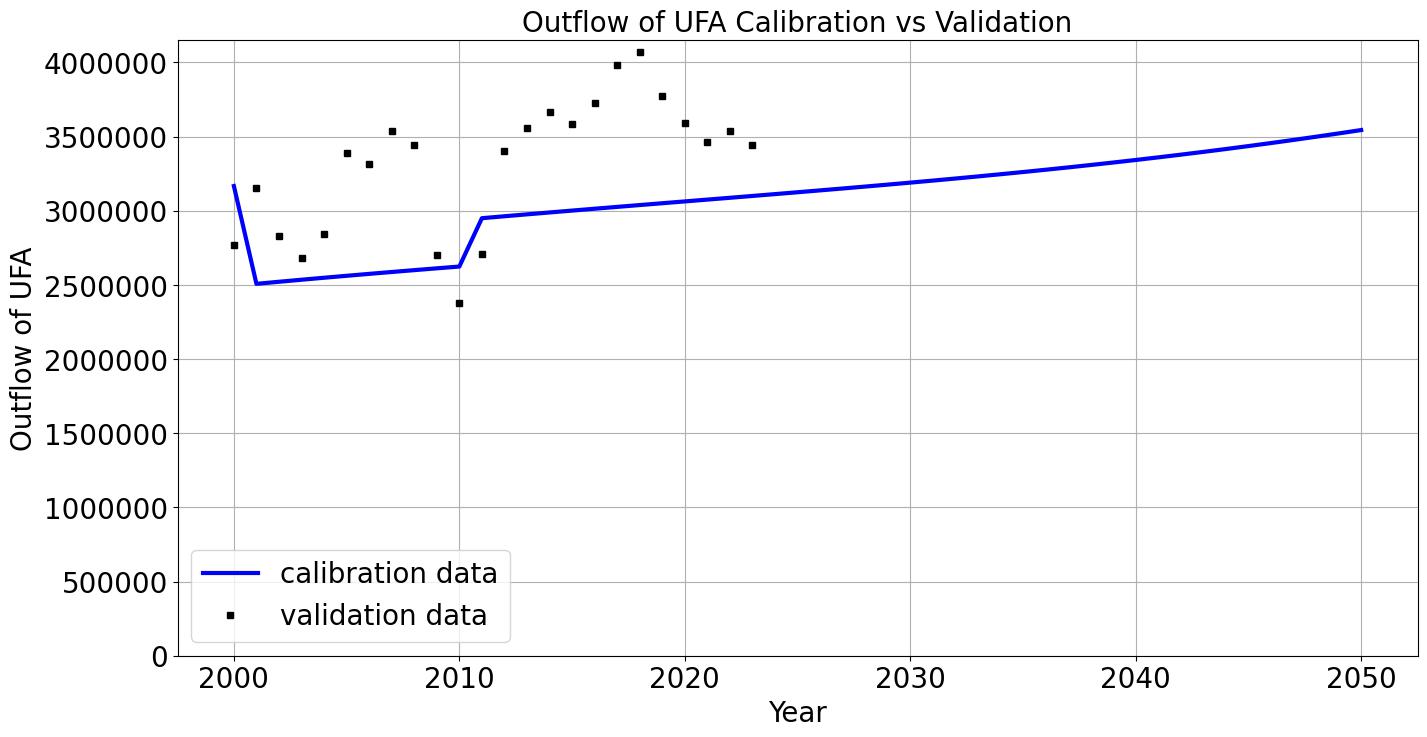 Outflow of UFA Calibration vs Validation
Outflow of UFA
4000000
3500000
3000000
2500000
2000000
1500000
1000000
500000
0
calibration data
validation data
2000 2010 2020 2030 2040 2050
Year